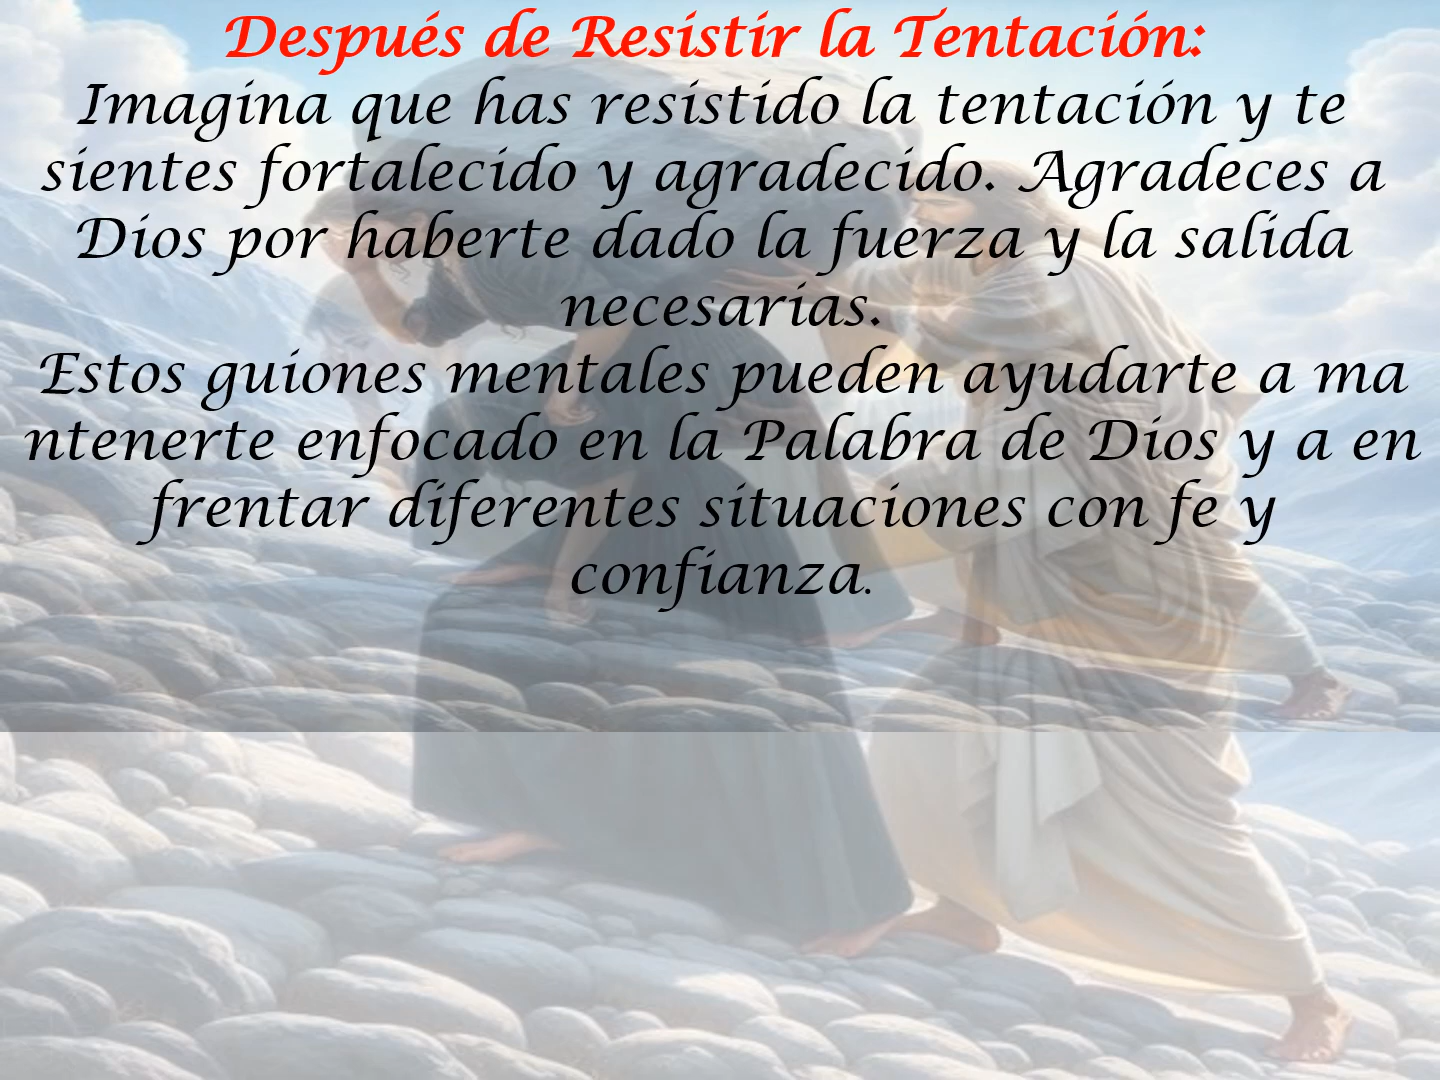 Después de Resistir la Tentación:
Imagina que has resistido la tentación y te
sientes fortalecido y agradecido. Agradeces a
Dios por haberte dado la fuerza y la salida
necesarias.
Estos guiones mentales pueden ayudarte a ma
ntenerte enfocado en la Palabra de Dios y a en
frentar diferentes situaciones con fe y
confianza.